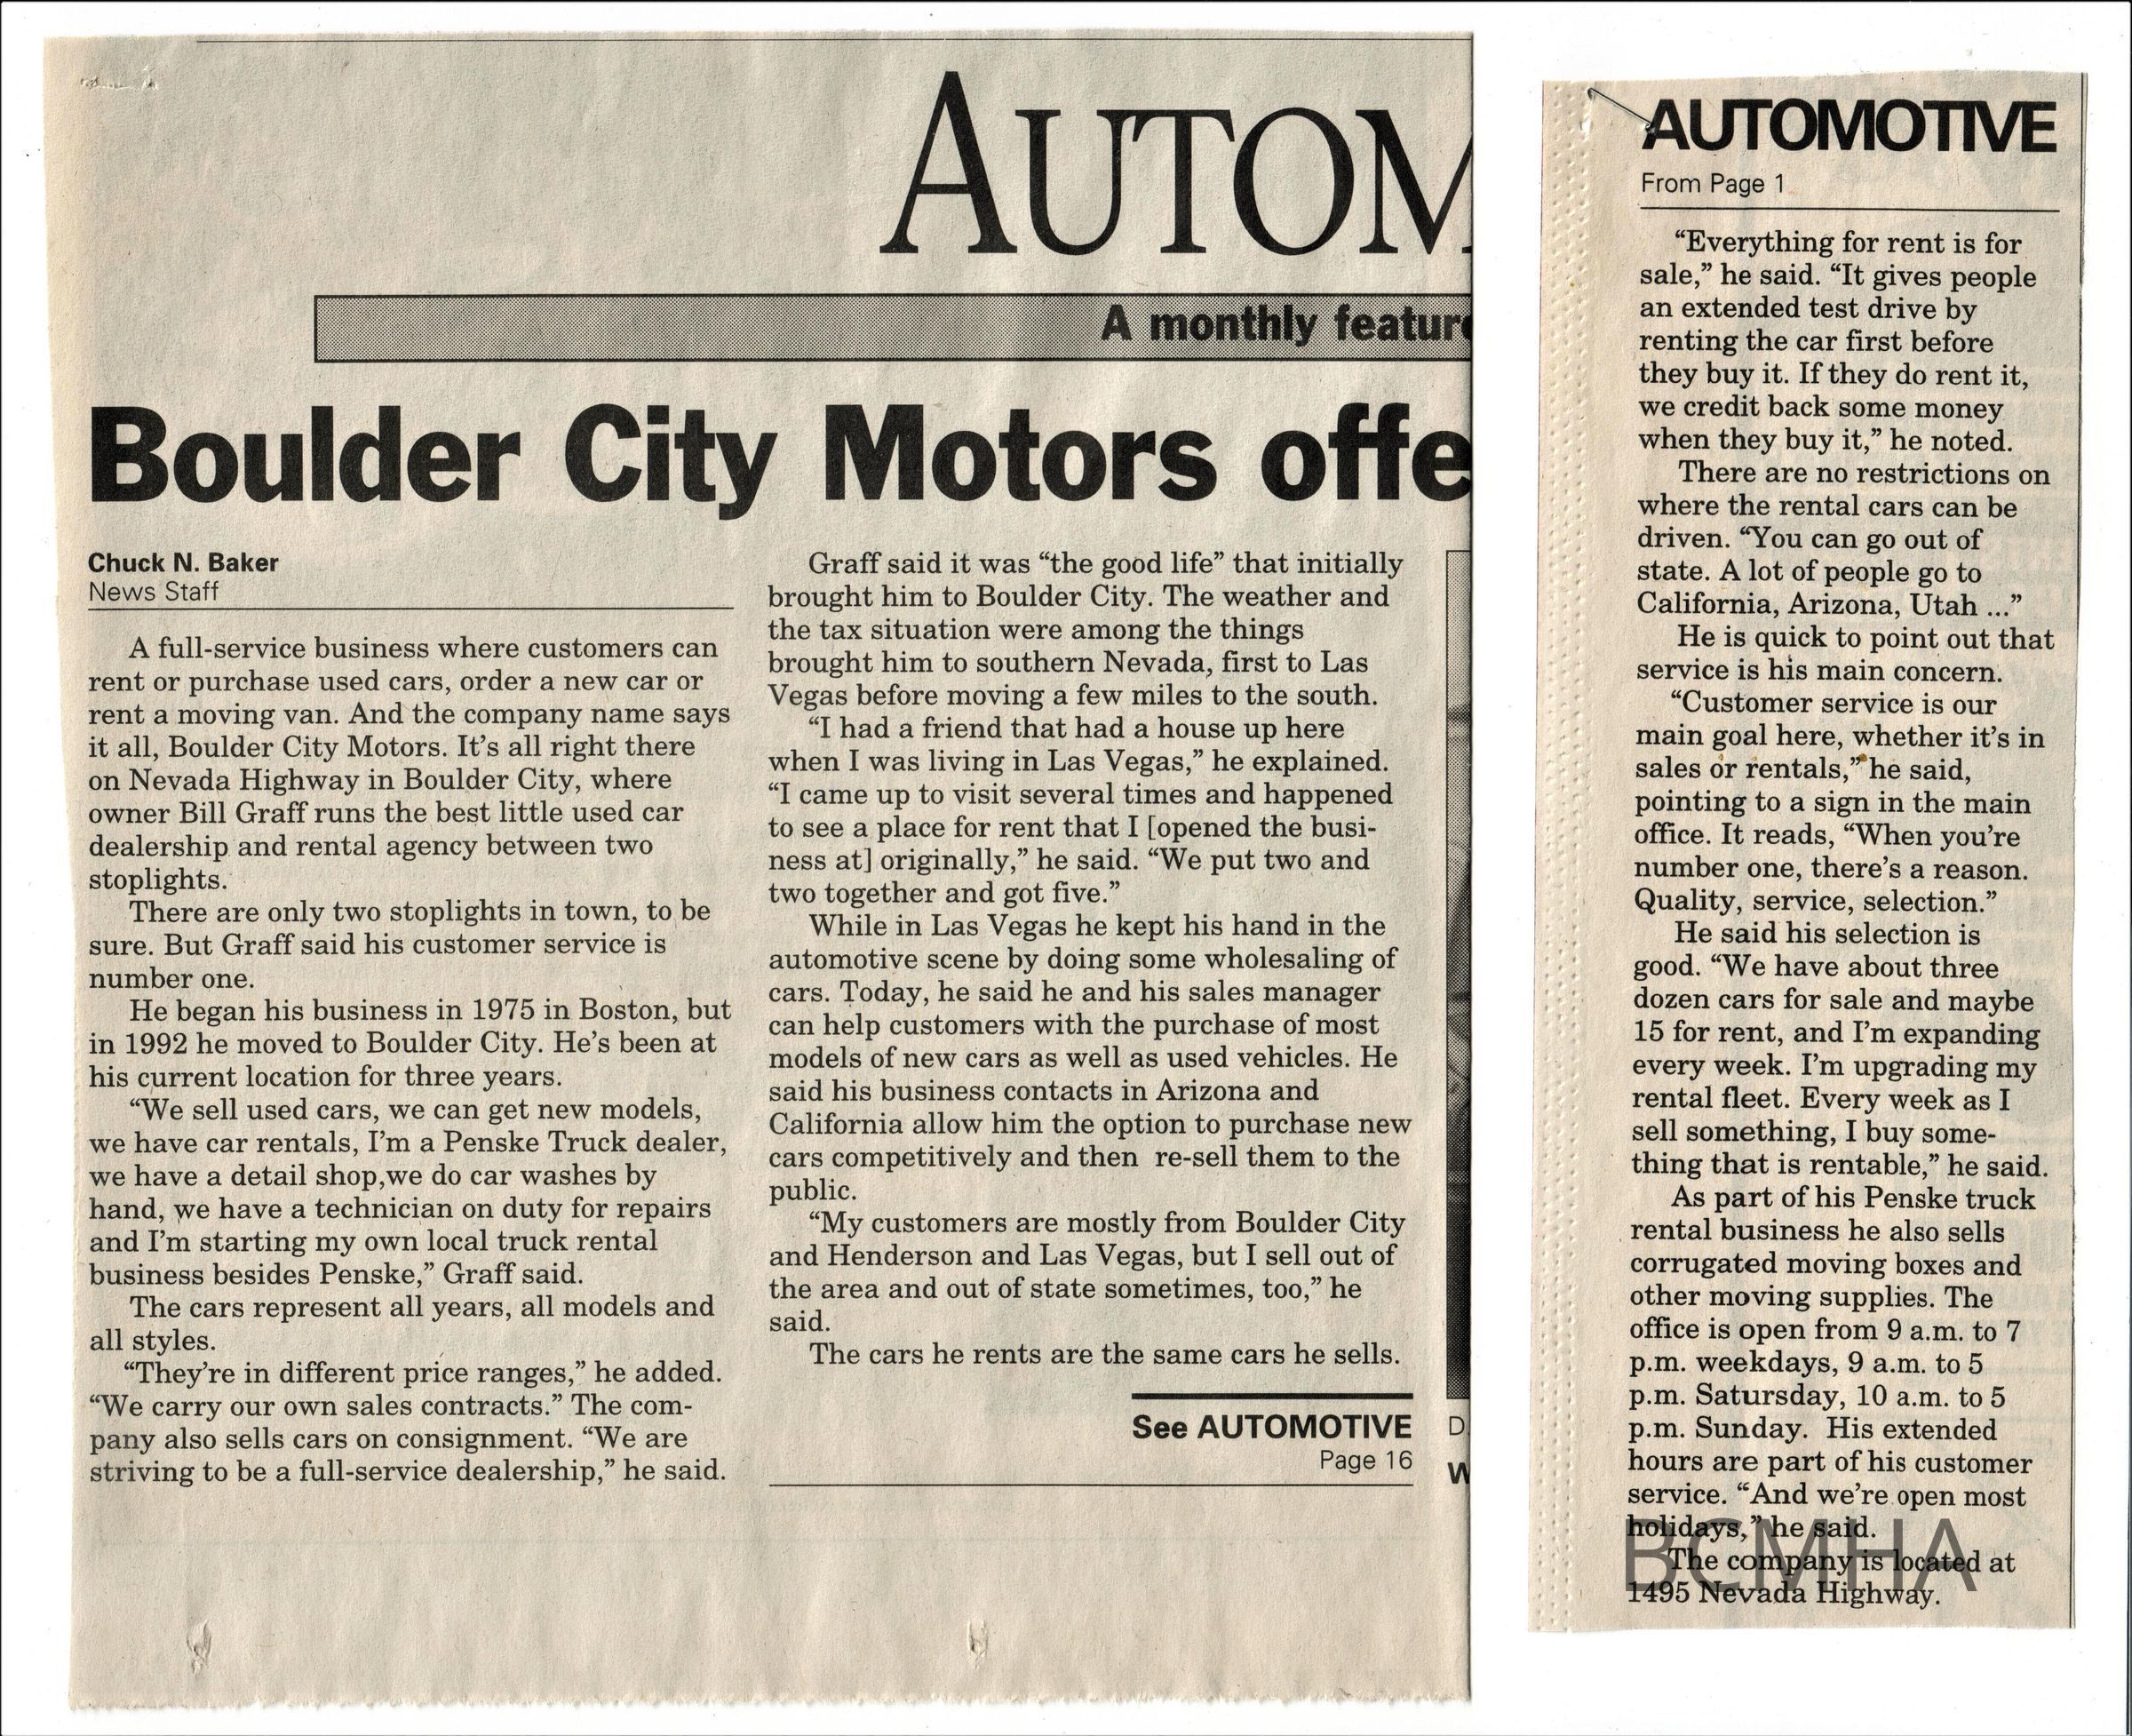 AUTOM
A monthly feature
Boulder City Motors offe
Chuck N. Baker
News Staff
A full-service business where customers can
rent or purchase used cars, order a new car or
rent a moving van. And the company name says
it all, Boulder City Motors. It's all right there
on Nevada Highway in Boulder City, where
owner Bill Graff runs the best little used car
dealership and rental agency between two
stoplights.
There are only two stoplights in town, to be
sure. But Graff said his customer service is
number one.
He began his business in 1975 in Boston, but
in 1992 he moved to Boulder City. He's been at
his current location for three years.
“We sell used cars, we can get new models,
we have car rentals, I'm a Penske Truck dealer,
we have a detail shop,we do car washes by
hand, we have a technician on duty for repairs
and I'm starting my own local truck rental
business besides Penske,” Graff said.
The cars represent all years, all models and
all styles.
“They're in different price ranges,” he added.
“We carry our own sales contracts.” The com-
pany also sells cars on consignment. “We are
striving to be a full-service dealership,” he said.
Graff said it was “the good life” that initially
brought him to Boulder City. The weather and
the tax situation were among the things
brought him to southern Nevada, first to Las
Vegas before moving a few miles to the south.
“I had a friend that had a house up here
when I was living in Las Vegas,” he explained.
“I came up to visit several times and happened
to see a place for rent that I [opened the busi-
ness at] originally,” he said. “We put two and
two together and got five.”
While in Las Vegas he kept his hand in the
automotive scene by doing some wholesaling of
cars. Today, he said he and his sales manager
can help customers with the purchase of most
models of new cars as well as used vehicles. He
said his business contacts in Arizona and
California allow him the option to purchase new
cars competitively and then re-sell them to the
public.
“My customers are mostly from Boulder City
and Henderson and Las Vegas, but I sell out of
the area and out of state sometimes, too,” he
said.
The cars he rents are the same cars he sells.
See AUTOMOTIVE
Page 16
D
W
AUTOMOTIVE
From Page 1
“Everything for rent is for
sale,” he said. “It gives people
an extended test drive by
renting the car first before
they buy it. If they do rent it,
we credit back some money
when they buy it,” he noted.
There are no restrictions on
where the rental cars can be
driven. “You can go out of
state. A lot of people go to
California, Arizona, Utah ...”
He is quick to point out that
service is his main concern.
“Customer service is our
main goal here, whether it's in
sales or rentals,” he said,
pointing to a sign in the main
office. It reads, “When you're
number one, there's a reason.
Quality, service, selection.”
He said his selection is
good. “We have about three
dozen cars for sale and maybe
15 for rent, and I'm expanding
every week. I'm upgrading my
rental fleet. Every week as I
sell something, I buy some-
thing that is rentable,” he said.
As part of his Penske truck
rental business he also sells
corrugated moving boxes and
other moving supplies. The
office is open from 9 a.m. to 7
p.m. weekdays, 9 a.m. to 5
p.m. Satursday, 10 a.m. to 5
p.m. Sunday. His extended
hours are part of his customer
service. “And we're open most
holidays,” he said.
The company is located at
1495 Nevada Highway.
BCMHA